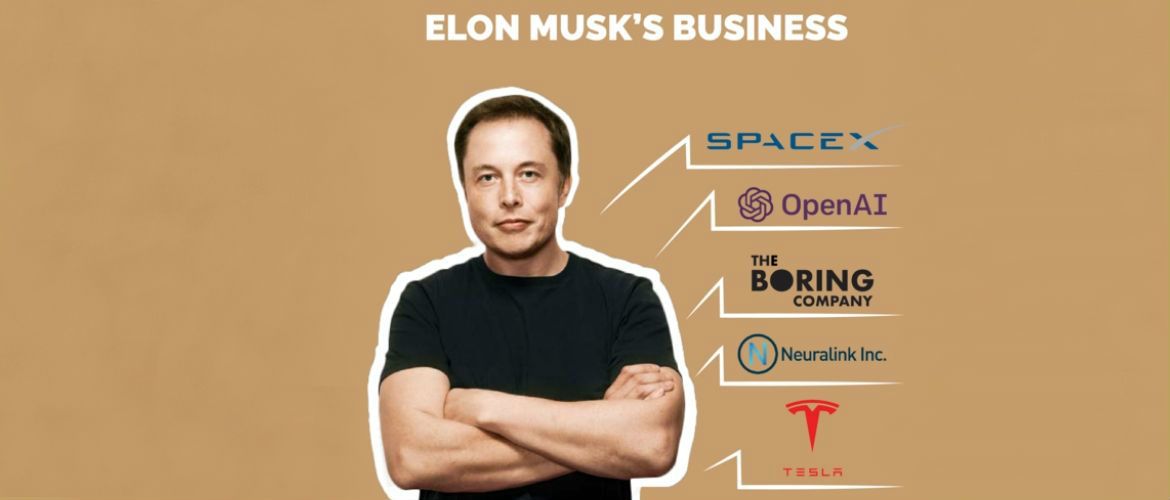 ELON MUSK'S BUSINESS
SPACEX
OpenAI
THE
BORING
COMPANY
N Neuralink Inc.
TESLA